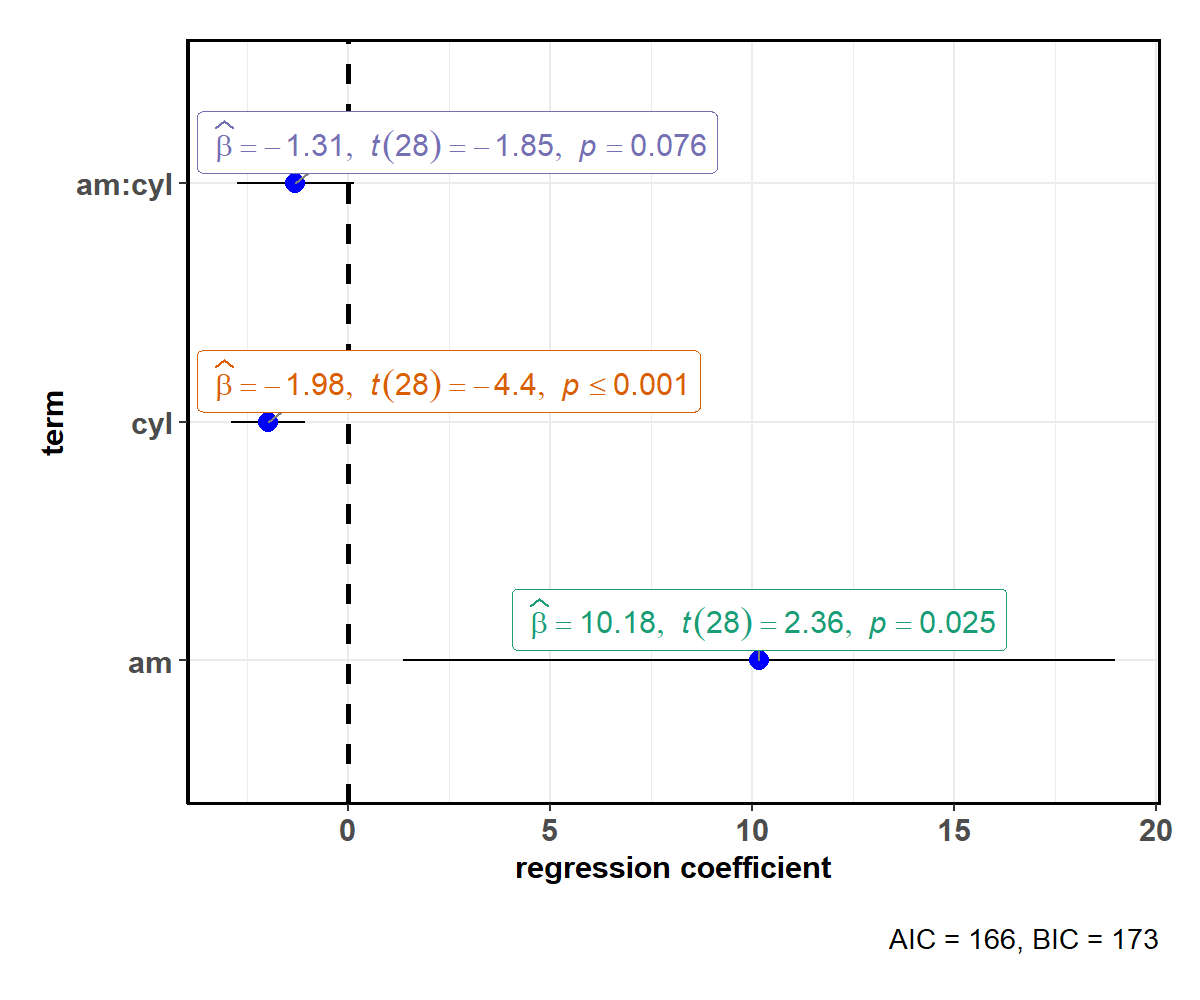 β̂ = −1.31, t(28) = −1.85, p = 0.076
am:cyl
β̂ = −1.98, t(28) = −4.4, p ≤ 0.001
cyl
term
β̂ = 10.18, t(28) = 2.36, p = 0.025
am
0 5 10 15 20
regression coefficient
AIC = 166, BIC = 173